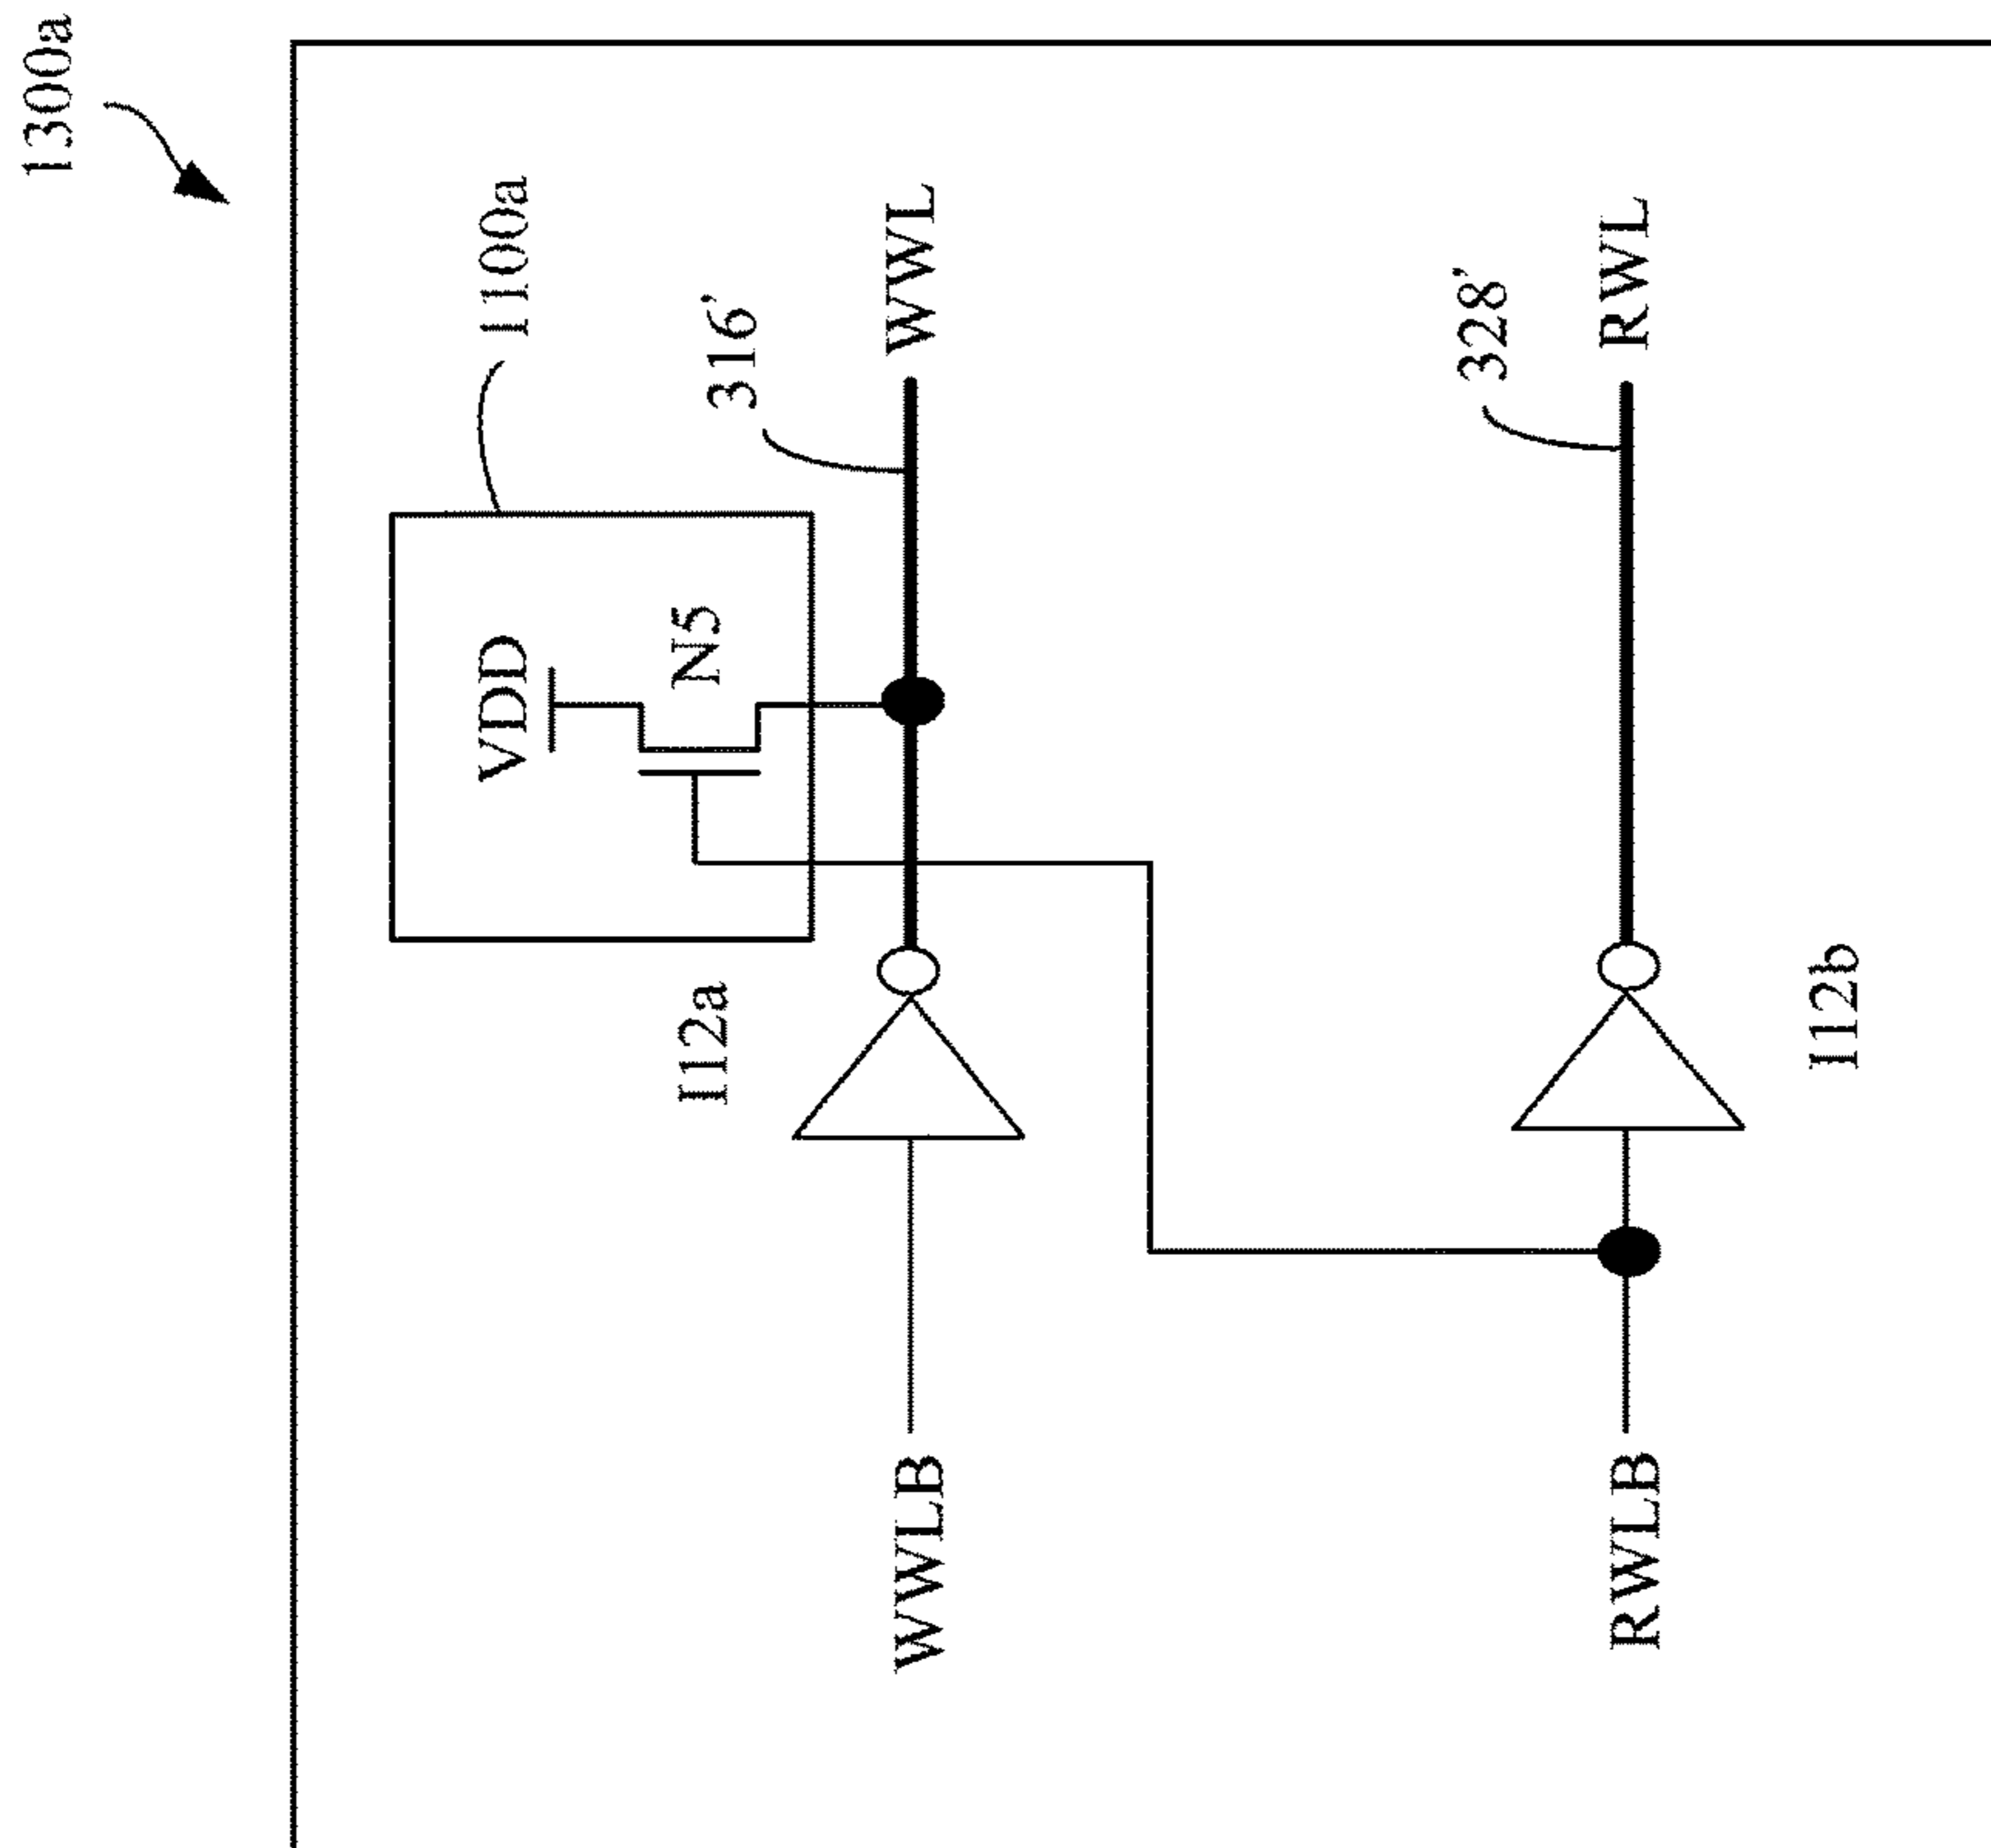 1300a
1100a
VDD
N5
316'
I12a
WWLB
WWL
328'
RWLB
RWL
I12b